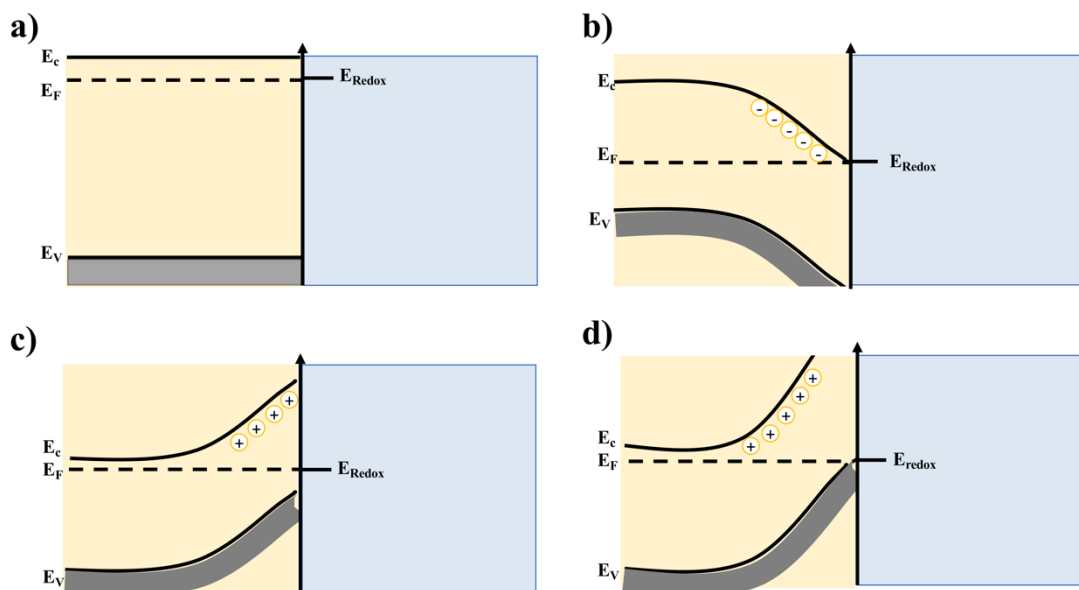 a)
E_c
E_F
E_Redox
E_V
b)
E_c
E_F
E_Redox
E_V
- - - - -
c)
E_c
E_F
E_Redox
E_V
+ + + +
d)
E_c
E_F
E_redox
E_V
+ + + + +